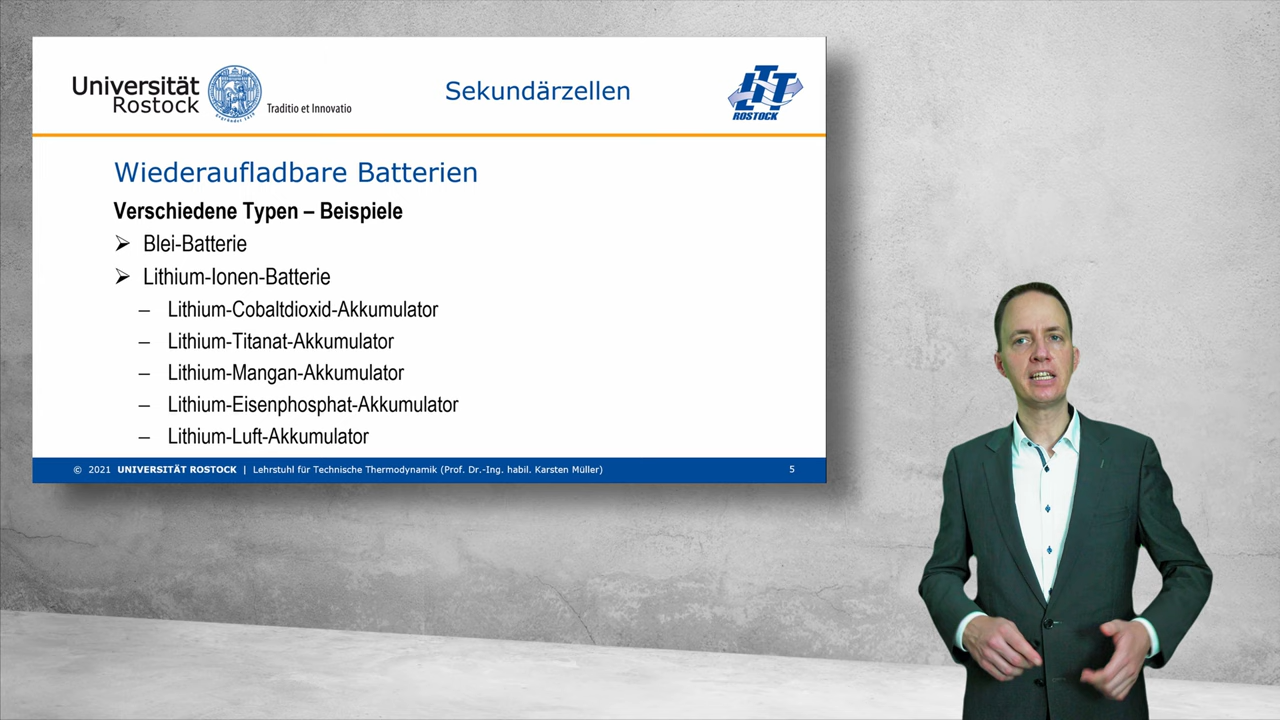 Universität
Rostock
Traditio et Innovatio
Sekundärzellen
LTT
ROSTOCK
Wiederaufladbare Batterien
Verschiedene Typen – Beispiele
➢ Blei-Batterie
➢ Lithium-Ionen-Batterie
– Lithium-Cobaltdioxid-Akkumulator
– Lithium-Titanat-Akkumulator
– Lithium-Mangan-Akkumulator
– Lithium-Eisenphosphat-Akkumulator
– Lithium-Luft-Akkumulator
© 2021 UNIVERSITÄT ROSTOCK | Lehrstuhl für Technische Thermodynamik (Prof. Dr.-Ing. habil. Karsten Müller) 5